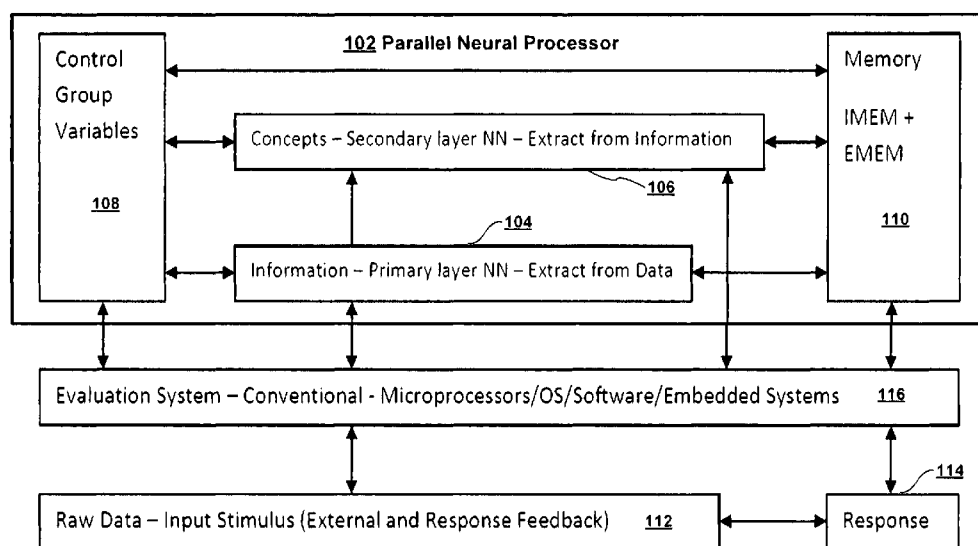 102 Parallel Neural Processor
Control
Group
Variables
108
Memory
IMEM +
EMEM
110
Concepts – Secondary layer NN – Extract from Information
106
104
Information – Primary layer NN – Extract from Data
Evaluation System – Conventional - Microprocessors/OS/Software/Embedded Systems 116
114
Raw Data – Input Stimulus (External and Response Feedback) 112
Response